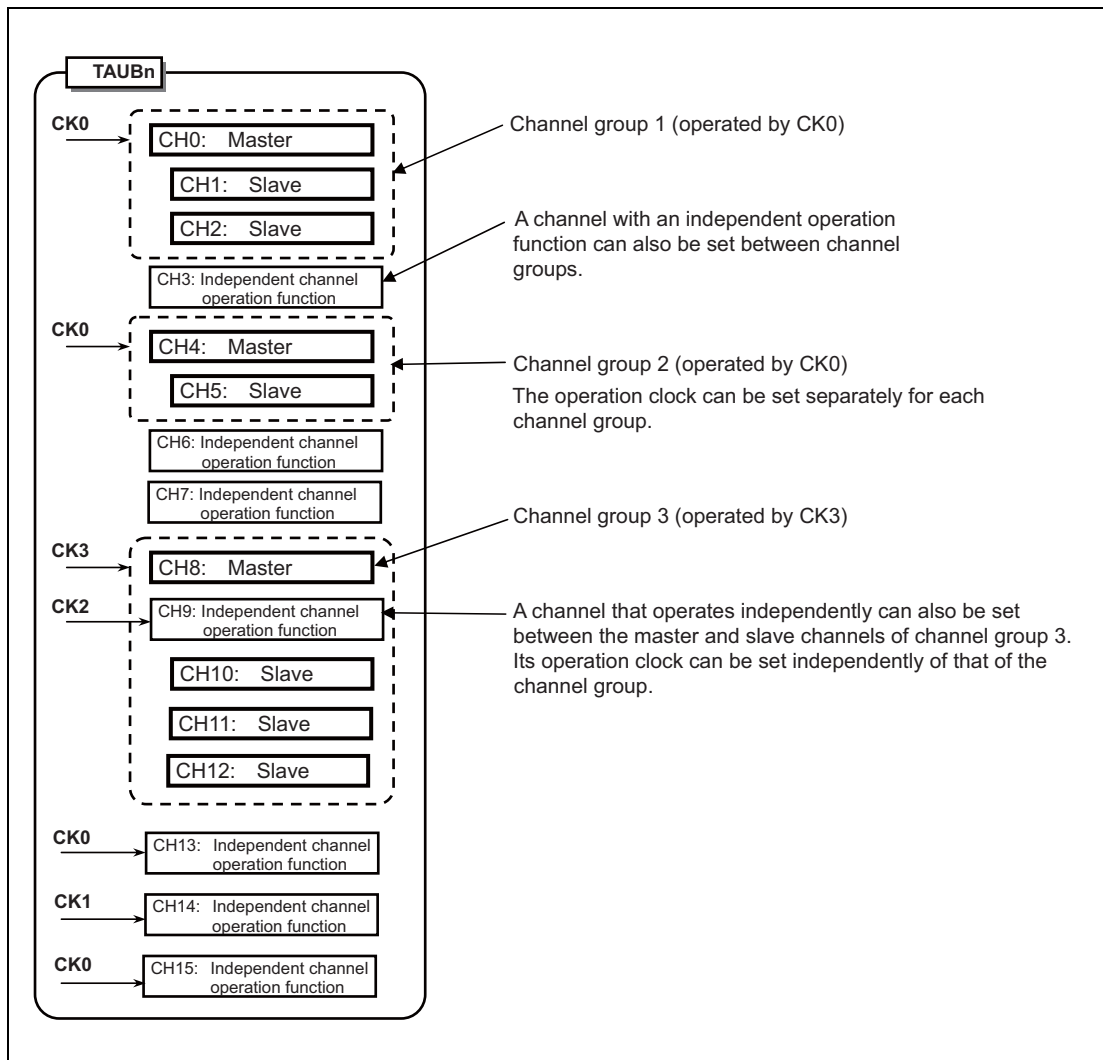 TAUBn
CK0
CH0: Master
CH1: Slave
CH2: Slave
Channel group 1 (operated by CK0)
A channel with an independent operation
function can also be set between channel
groups.
CH3: Independent channel
operation function
CK0
CH4: Master
CH5: Slave
Channel group 2 (operated by CK0)
The operation clock can be set separately for each
channel group.
CH6: Independent channel
operation function
CH7: Independent channel
operation function
Channel group 3 (operated by CK3)
CK3
CH8: Master
CK2
CH9: Independent channel
operation function
A channel that operates independently can also be set
between the master and slave channels of channel group 3.
Its operation clock can be set independently of that of the
channel group.
CH10: Slave
CH11: Slave
CH12: Slave
CK0
CH13: Independent channel
operation function
CK1
CH14: Independent channel
operation function
CK0
CH15: Independent channel
operation function